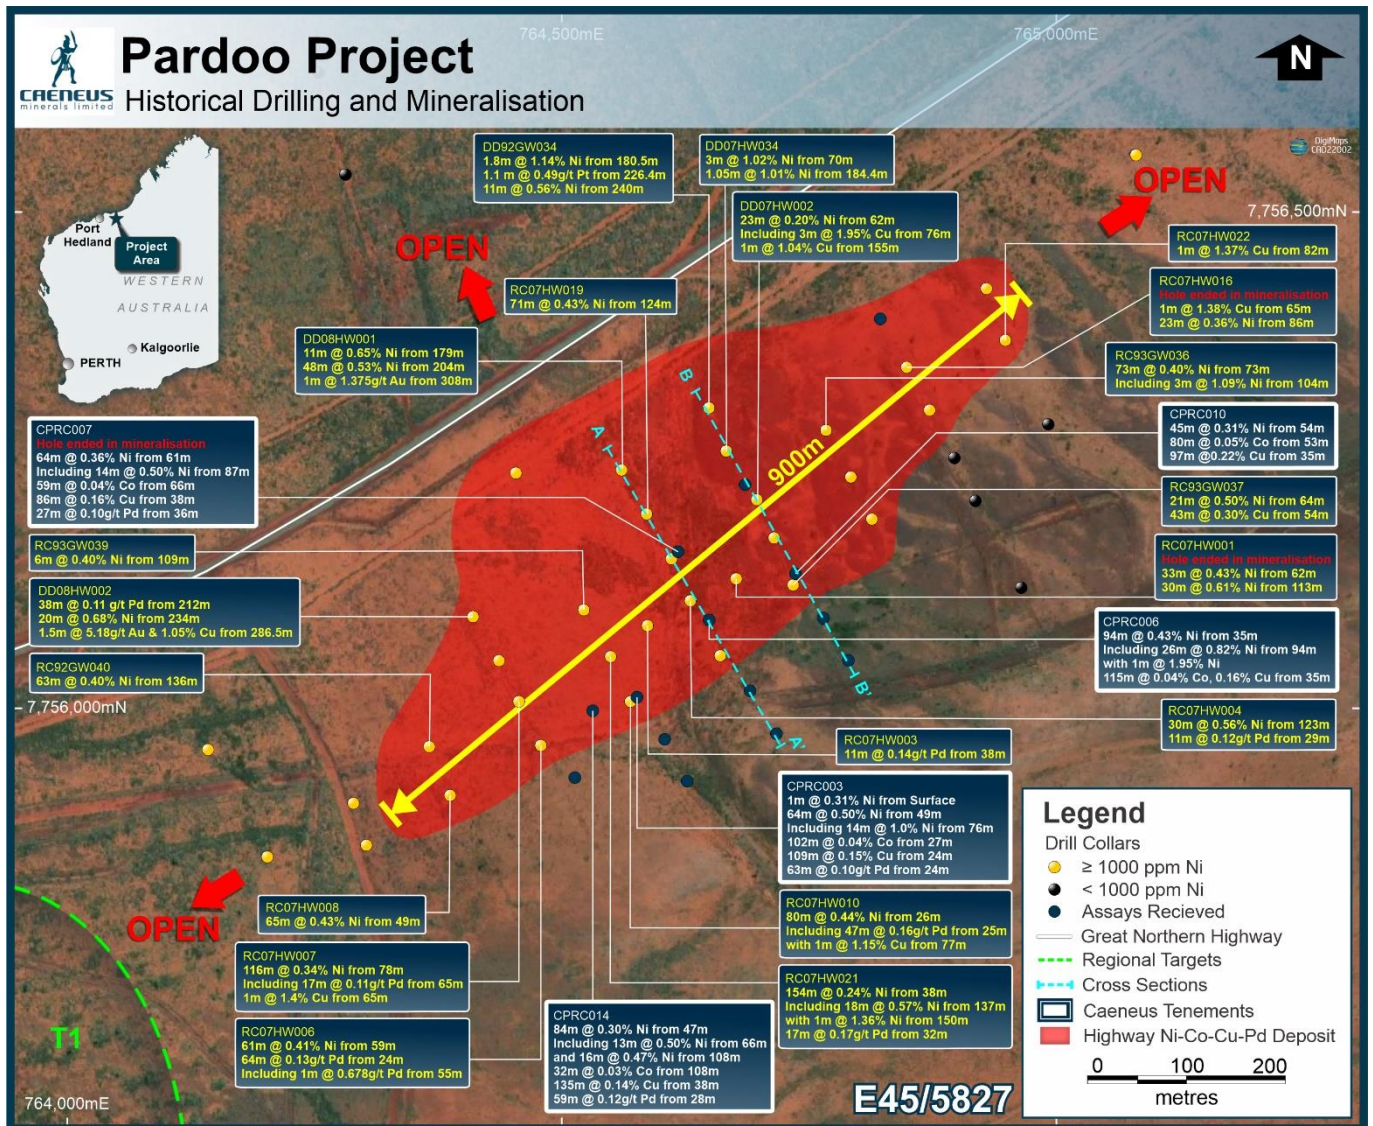 764,500mE
765,000mE
CAENEUS
minerals limited
Pardoo Project
Historical Drilling and Mineralisation
N
DigiMaps
CAD22002
Port
Hedland
Project
Area
WESTERN
AUSTRALIA
Kalgoorlie
PERTH
OPEN
OPEN
7,756,500mN
DD92GW034
1.8m @ 1.14% Ni from 180.5m
1.1 m @ 0.49g/t Pt from 226.4m
11m @ 0.56% Ni from 240m
DD07HW034
3m @ 1.02% Ni from 70m
1.05m @ 1.01% Ni from 184.4m
DD07HW002
23m @ 0.20% Ni from 62m
Including 3m @ 1.95% Cu from 76m
1m @ 1.04% Cu from 155m
RC07HW022
1m @ 1.37% Cu from 82m
RC07HW019
71m @ 0.43% Ni from 124m
RC07HW016
Hole ended in mineralisation
1m @ 1.38% Cu from 65m
23m @ 0.36% Ni from 86m
DD08HW001
11m @ 0.65% Ni from 179m
48m @ 0.53% Ni from 204m
1m @ 1.375g/t Au from 308m
RC93GW036
73m @ 0.40% Ni from 73m
Including 3m @ 1.09% Ni from 104m
B
A
900m
CPRC007
Hole ended in mineralisation
64m @ 0.36% Ni from 61m
Including 14m @ 0.50% Ni from 87m
59m @ 0.04% Co from 66m
86m @ 0.16% Cu from 38m
27m @ 0.10g/t Pd from 36m
CPRC010
45m @ 0.31% Ni from 54m
80m @ 0.05% Co from 53m
97m @0.22% Cu from 35m
RC93GW037
21m @ 0.50% Ni from 64m
43m @ 0.30% Cu from 54m
RC93GW039
6m @ 0.40% Ni from 109m
RC07HW001
Hole ended in mineralisation
33m @ 0.43% Ni from 62m
30m @ 0.61% Ni from 113m
DD08HW002
38m @ 0.11 g/t Pd from 212m
20m @ 0.68% Ni from 234m
1.5m @ 5.18g/t Au & 1.05% Cu from 286.5m
CPRC006
94m @ 0.43% Ni from 35m
Including 26m @ 0.82% Ni from 94m
with 1m @ 1.95% Ni
115m @ 0.04% Co, 0.16% Cu from 35m
RC92GW040
63m @ 0.40% Ni from 136m
B'
A'
7,756,000mN
RC07HW004
30m @ 0.56% Ni from 123m
11m @ 0.12g/t Pd from 29m
RC07HW003
11m @ 0.14g/t Pd from 38m
CPRC003
1m @ 0.31% Ni from Surface
64m @ 0.50% Ni from 49m
Including 14m @ 1.0% Ni from 76m
102m @ 0.04% Co from 27m
109m @ 0.15% Cu from 24m
63m @ 0.10g/t Pd from 24m
OPEN
RC07HW008
65m @ 0.43% Ni from 49m
RC07HW010
80m @ 0.44% Ni from 26m
Including 47m @ 0.16g/t Pd from 25m
with 1m @ 1.15% Cu from 77m
RC07HW007
116m @ 0.34% Ni from 78m
Including 17m @ 0.11g/t Pd from 65m
1m @ 1.4% Cu from 65m
RC07HW021
154m @ 0.24% Ni from 38m
Including 18m @ 0.57% Ni from 137m
with 1m @ 1.36% Ni from 150m
17m @ 0.17g/t Pd from 32m
RC07HW006
61m @ 0.41% Ni from 59m
64m @ 0.13g/t Pd from 24m
Including 1m @ 0.678g/t Pd from 55m
CPRC014
84m @ 0.30% Ni from 47m
Including 13m @ 0.50% Ni from 66m
and 16m @ 0.47% Ni from 108m
32m @ 0.03% Co from 108m
135m @ 0.14% Cu from 38m
59m @ 0.12g/t Pd from 28m
T1
764,000mE
E45/5827
Legend
Drill Collars
≥ 1000 ppm Ni
< 1000 ppm Ni
Assays Recieved
Great Northern Highway
Regional Targets
Cross Sections
Caeneus Tenements
Highway Ni-Co-Cu-Pd Deposit
0 100 200
metres